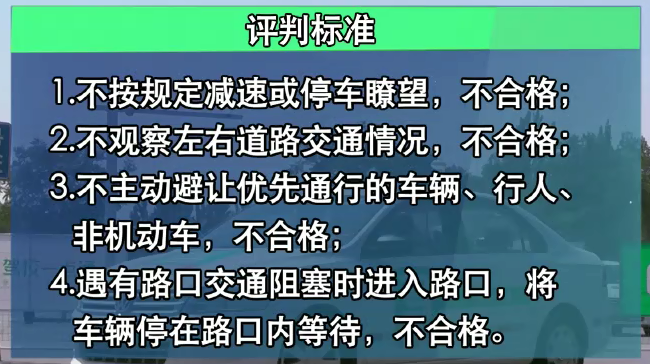 评判标准
1.不按规定减速或停车瞭望，不合格；
2.不观察左右道路交通情况，不合格；
3.不主动避让优先通行的车辆、行人、
非机动车，不合格；
4.遇有路口交通阻塞时进入路口，将
车辆停在路口内等待，不合格。